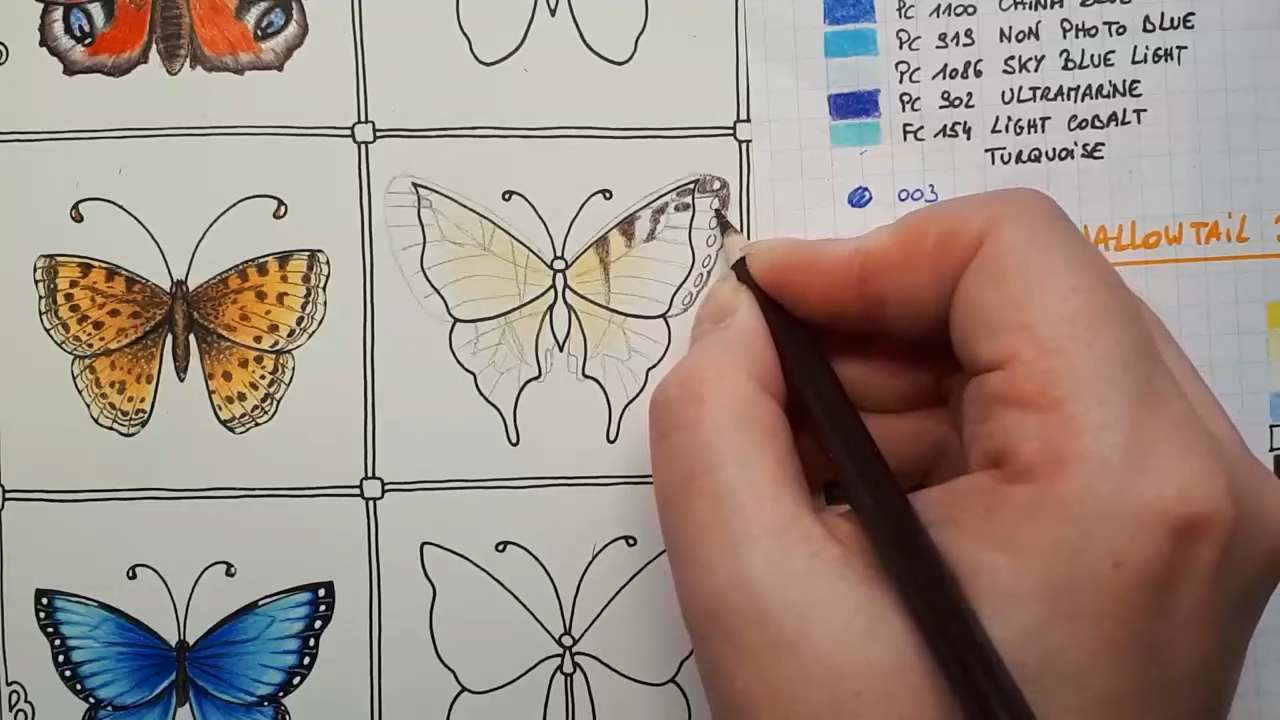 PC 1100 CHINA BLUE
PC 919 NON PHOTO BLUE
PC 1086 SKY BLUE LIGHT
PC 902 ULTRAMARINE
FC 154 LIGHT COBALT
TURQUOISE
003
ALLOWTAIL